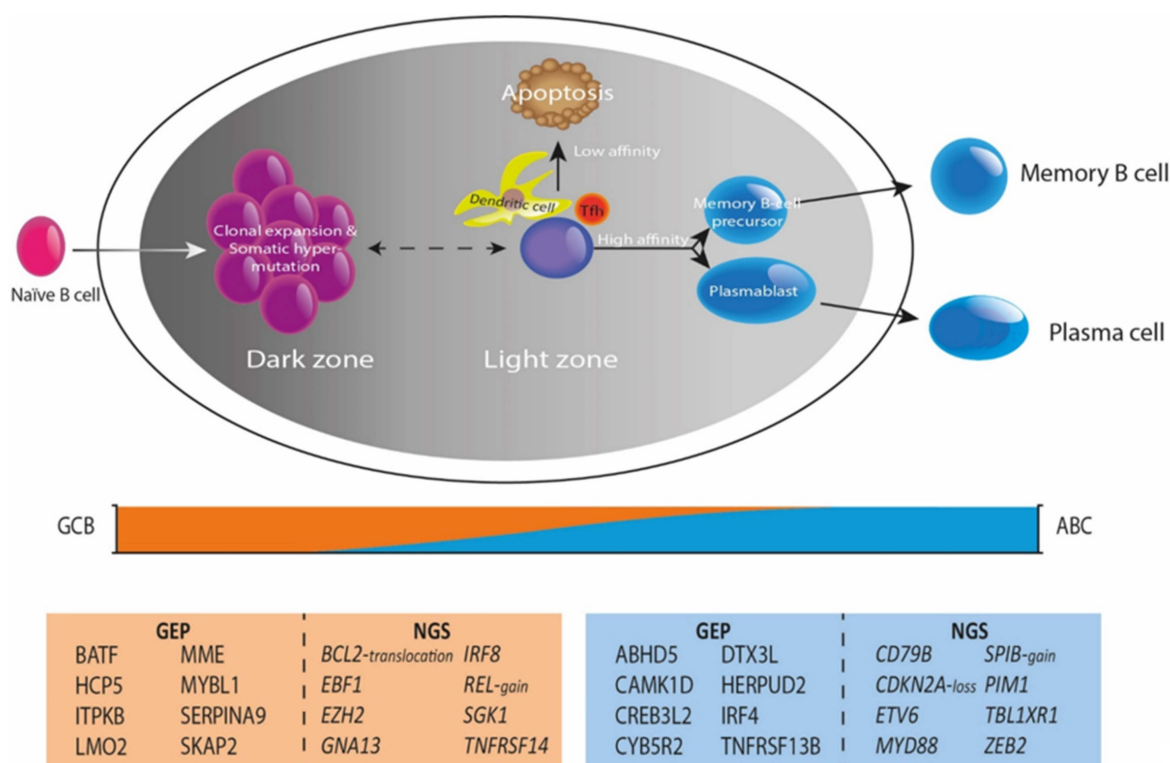 Apoptosis
Low affinity
Dendritic cell
Tfh
High affinity
Clonal expansion &
Somatic hyper-
mutation
Naïve B cell
Memory B-cell
precursor
Plasmablast
Memory B cell
Plasma cell
Dark zone
Light zone
GCB
ABC
GEP
NGS
BATF MME BCL2-translocation IRF8
HCP5 MYBL1 EBF1 REL-gain
ITPKB SERPINA9 EZH2 SGK1
LMO2 SKAP2 GNA13 TNFRSF14
GEP
NGS
ABHD5 DTX3L CD79B SPIB-gain
CAMK1D HERPUD2 CDKN2A-loss PIM1
CREB3L2 IRF4 ETV6 TBL1XR1
CYB5R2 TNFRSF13B MYD88 ZEB2